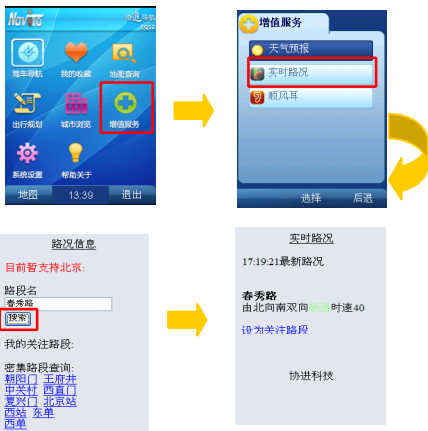 NaviTo
驾车导航 我的收藏 地图查询
出行规划 城市浏览 增值服务
系统设置 帮助关于
地图 13:39 退出
增值服务
天气预报
实时路况
顺风耳
选择 后退
路况信息
目前暂支持北京:
路段名
春秀路
搜索
我的关注路段:
密集路段查询:
朝阳门 王府井
中关村 西直门
复兴门 北京站
西站 东单
西单
实时路况
17:19:21最新路况
春秀路
由北向南双向畅通时速40
设为关注路段
协进科技